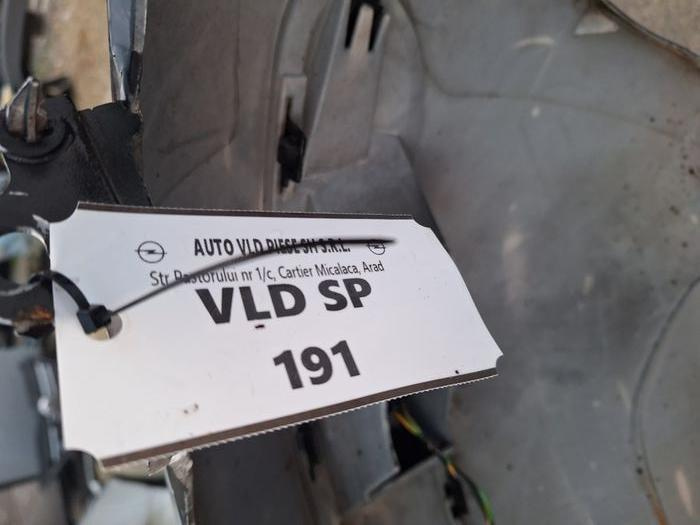 AUTO VLD PIESE SH S.R.L.
Str Pastorului nr 1/c, Cartier Micalaca, Arad
VLD SP
191